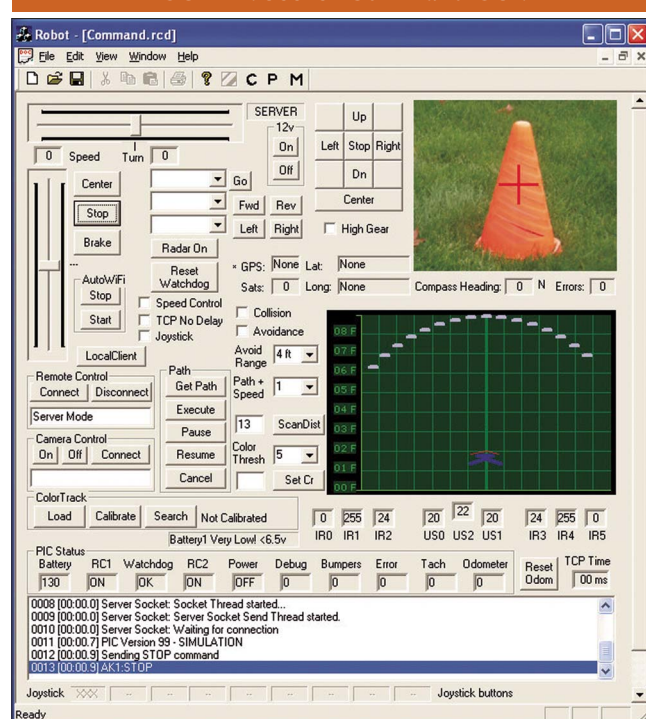 Robot - [Command.rcd]
File Edit View Window Help
C P M
SERVER
0 Speed Turn 0
12v
On
Off
Up
Left Stop Right
Dn
Center
High Gear
Center
Stop
Brake
Go
Fwd Rev
Left Right
Radar On
Reset Watchdog
...
AutoWiFi
Stop
Start
Speed Control
TCP No Delay
Joystick
LocalClient
* GPS: None Lat: None
Sats: 0 Long: None Compass Heading: 0 N Errors: 0
Collision
Avoidance
Avoid Range 4 ft
Path + Speed 1
13 ScanDist
Color Thresh 5
Set Cr
Remote Control
Connect Disconnect
Server Mode
Camera Control
On Off Connect
Path
Get Path
Execute
Pause
Resume
Cancel
08 F
07 F
06 F
05 F
04 F
03 F
02 F
01 F
00 F
ColorTrack
Load Calibrate Search Not Calibrated
Battery1 Very Low! <6.5v
0 255 24 20 22 20 24 255 0
IR0 IR1 IR2 US0 US2 US1 IR3 IR4 IR5
PIC Status
Battery RC1 Watchdog RC2 Power Debug Bumpers Error Tach Odometer
130 ON OK ON OFF 0 0 0 0 0
Reset Odom
TCP Time
00 ms
0008 [00:00.0] Server Socket: Socket Thread started...
0009 [00:00.0] Server Socket: Server Socket Send Thread started.
0010 [00:00.0] Server Socket: Waiting for connection
0011 [00:00.7] PIC Version 99 - SIMULATION
0012 [00:00.9] Sending STOP command
0013 [00:00.9] AK1:STOP
Joystick XXX -- -- -- -- -- -- -- Joystick buttons
Ready